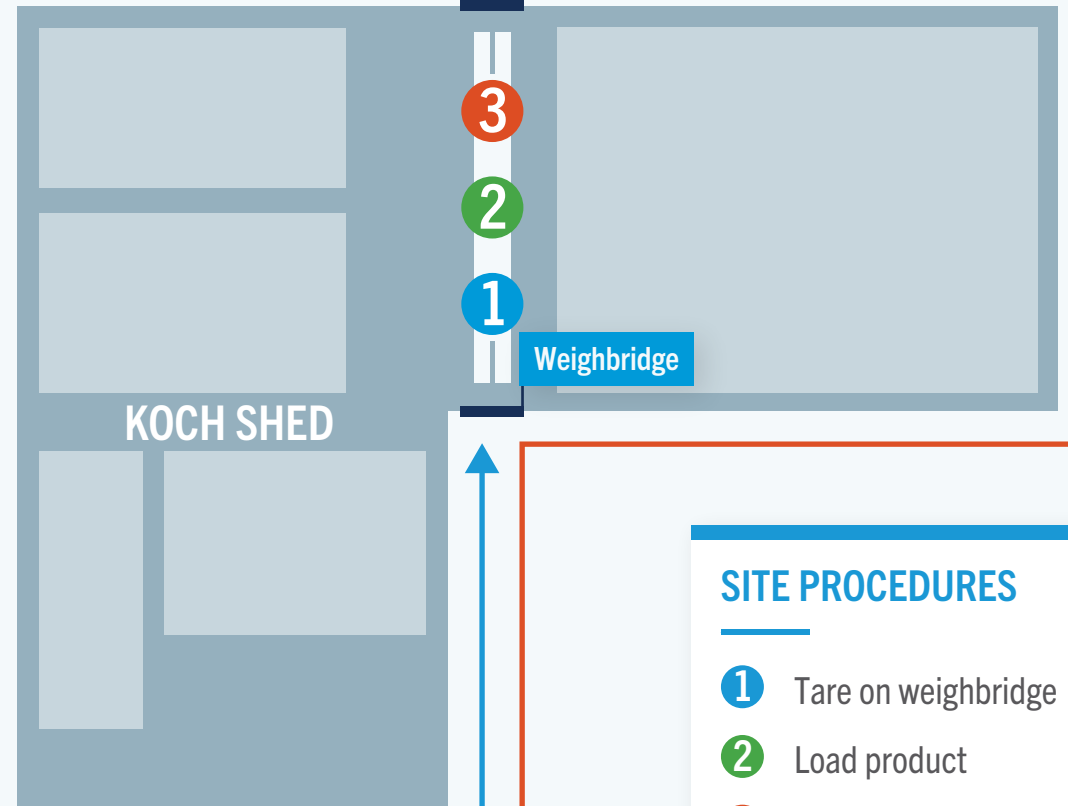 3
2
1
Weighbridge
KOCH SHED
SITE PROCEDURES
1 Tare on weighbridge
2 Load product